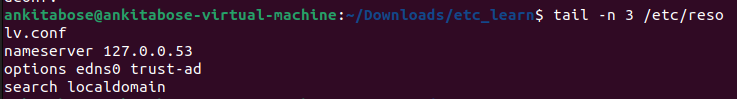 ankitabose@ankitabose-virtual-machine:~/Downloads/etc_learn$ tail -n 3 /etc/reso
lv.conf
nameserver 127.0.0.53
options edns0 trust-ad
search localdomain